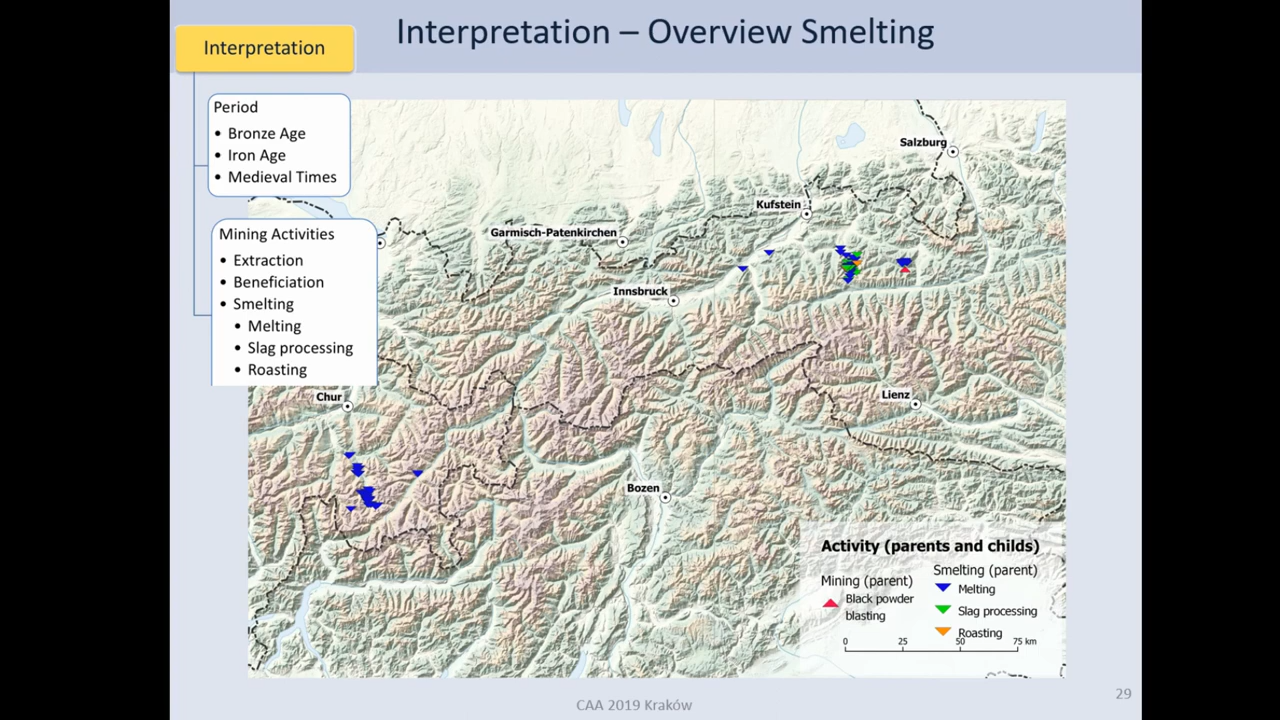 Interpretation – Overview Smelting
Interpretation
Period
• Bronze Age
• Iron Age
• Medieval Times
Mining Activities
• Extraction
• Beneficiation
• Smelting
• Melting
• Slag processing
• Roasting
Salzburg
Kufstein
Garmisch-Patenkirchen
Innsbruck
Chur
Lienz
Bozen
Activity (parents and childs)
Mining (parent)
Black powder
blasting
Smelting (parent)
Melting
Slag processing
Roasting
0 25 50 75 km
CAA 2019 Kraków
29